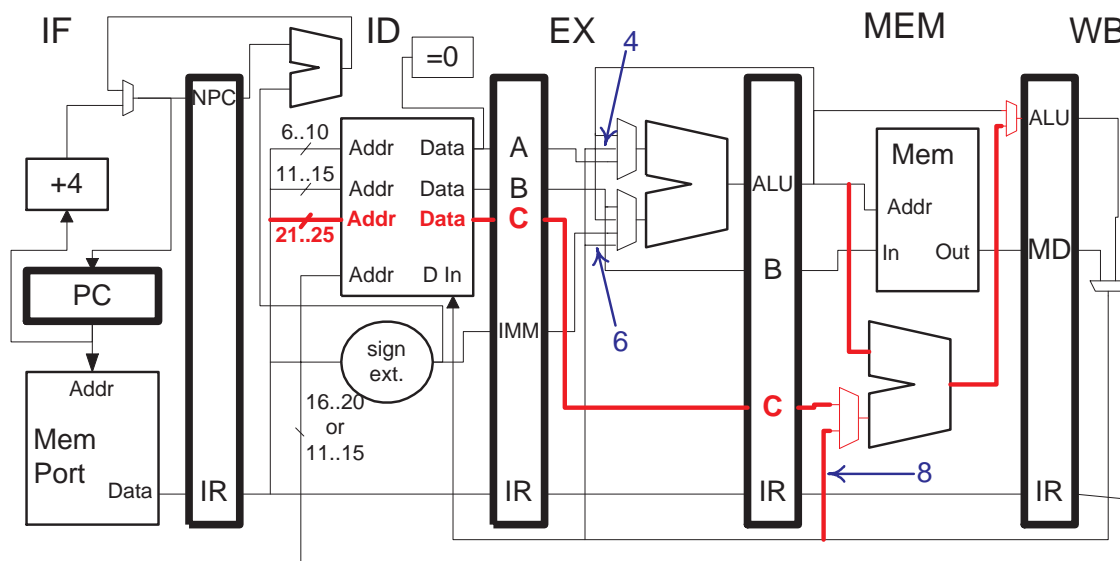 IF
ID
EX
MEM
WB
4
=0
NPC
6..10
Addr
Data
A
ALU
Mem
+4
11..15
Addr
Data
B
ALU
Addr
21..25
Addr
Data
C
In
Out
MD
PC
Addr
D In
B
6
IMM
sign
ext.
Addr
16..20
or
11..15
C
Mem
Port
Data
IR
IR
IR
8
IR